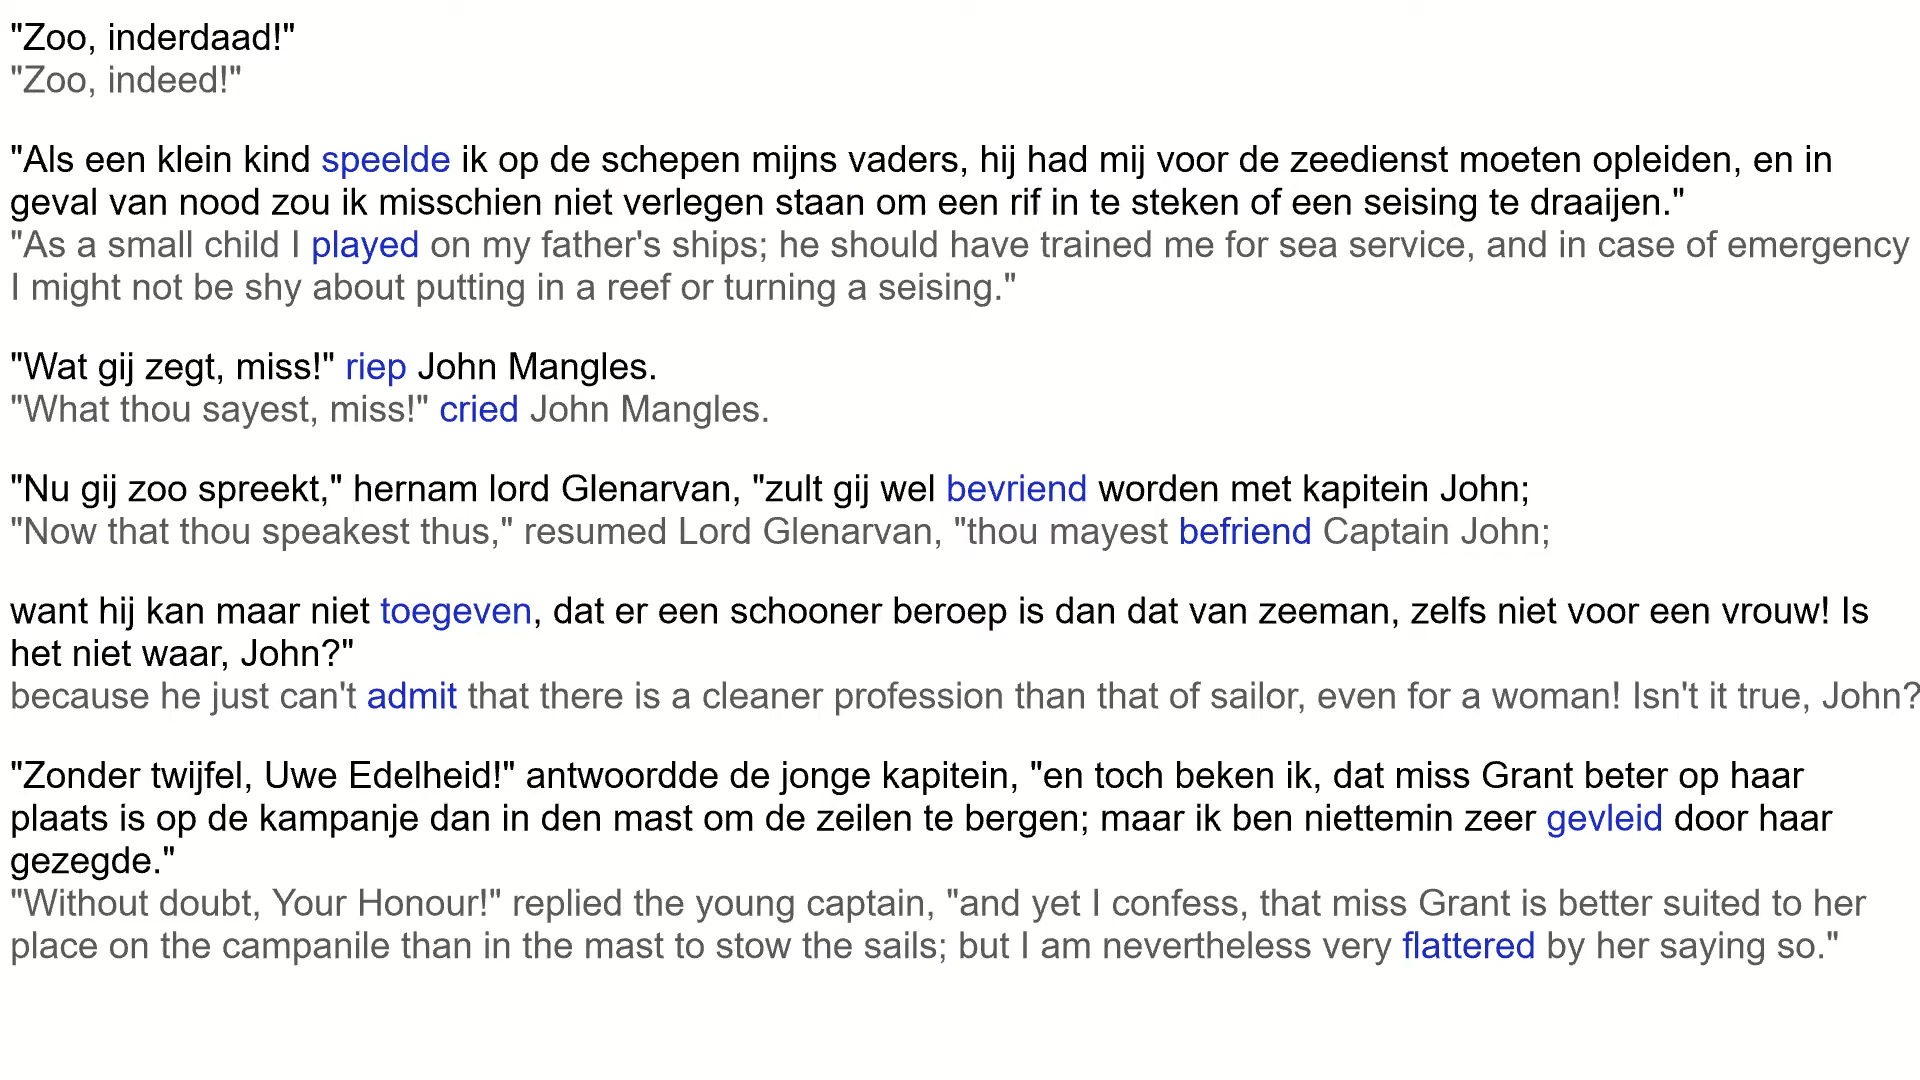 "Zoo, inderdaad!"
"Zoo, indeed!"
"Als een klein kind speelde ik op de schepen mijns vaders, hij had mij voor de zeedienst moeten opleiden, en in
geval van nood zou ik misschien niet verlegen staan om een rif in te steken of een seising te draaijen."
"As a small child I played on my father's ships; he should have trained me for sea service, and in case of emergency
I might not be shy about putting in a reef or turning a seising."
"Wat gij zegt, miss!" riep John Mangles.
"What thou sayest, miss!" cried John Mangles.
"Nu gij zoo spreekt," hernam lord Glenarvan, "zult gij wel bevriend worden met kapitein John;
"Now that thou speakest thus," resumed Lord Glenarvan, "thou mayest befriend Captain John;
want hij kan maar niet toegeven, dat er een schooner beroep is dan dat van zeeman, zelfs niet voor een vrouw! Is
het niet waar, John?"
because he just can't admit that there is a cleaner profession than that of sailor, even for a woman! Isn't it true, John?
"Zonder twijfel, Uwe Edelheid!" antwoordde de jonge kapitein, "en toch beken ik, dat miss Grant beter op haar
plaats is op de kampanje dan in den mast om de zeilen te bergen; maar ik ben niettemin zeer gevleid door haar
gezegde."
"Without doubt, Your Honour!" replied the young captain, "and yet I confess, that miss Grant is better suited to her
place on the campanile than in the mast to stow the sails; but I am nevertheless very flattered by her saying so."